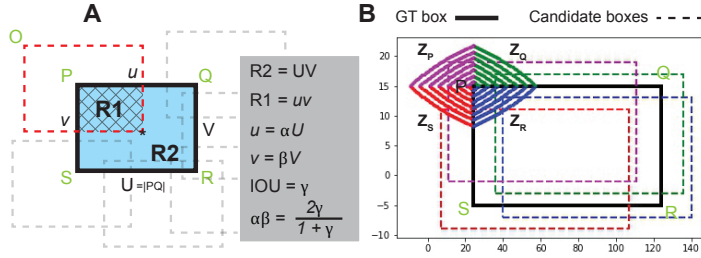 A
O
P
u
Q
R1
v
*
V
R2
S
U =|PQ|
R
R2 = UV
R1 = uv
u = αU
v = βV
IOU = γ
αβ = 2γ / 1 + γ
B
GT box
Candidate boxes
Z_P
Z_Q
Q
P
Z_S
Z_R
S
R
20
15
10
5
0
−5
−10
0
20
40
60
80
100
120
140